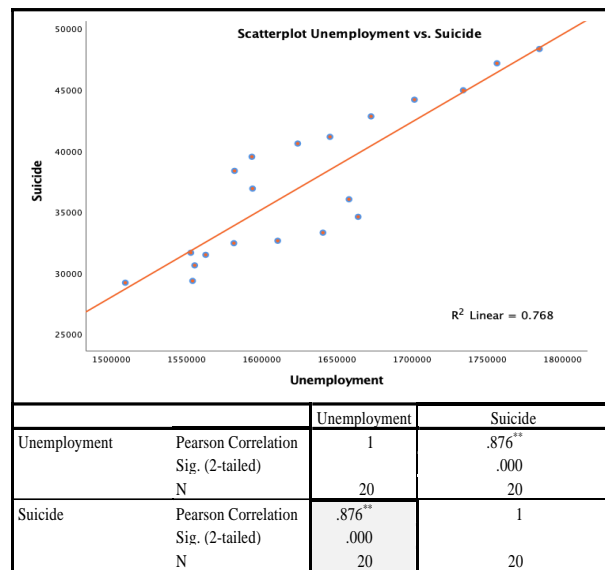 Scatterplot Unemployment vs. Suicide
50000
45000
40000
35000
30000
25000
Suicide
R² Linear = 0.768
1500000 1550000 1600000 1650000 1700000 1750000 1800000
Unemployment
Unemployment Suicide
Unemployment Pearson Correlation 1 .876**
Sig. (2-tailed) .000
N 20 20
Suicide Pearson Correlation .876** 1
Sig. (2-tailed) .000
N 20 20